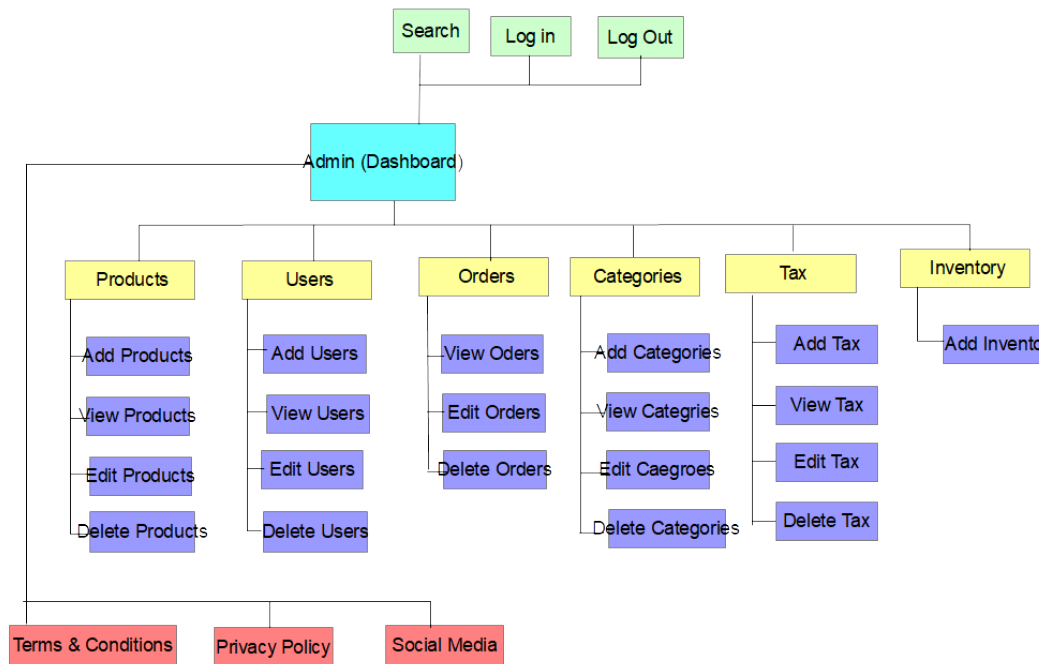 Search
Log in
Log Out
Admin (Dashboard)
Products
Users
Orders
Categories
Tax
Inventory
Add Products
View Products
Edit Products
Delete Products
Add Users
View Users
Edit Users
Delete Users
View Oders
Edit Orders
Delete Orders
Add Categories
View Categries
Edit Caegroes
Delete Categories
Add Tax
View Tax
Edit Tax
Delete Tax
Add Invento
Terms & Conditions
Privacy Policy
Social Media